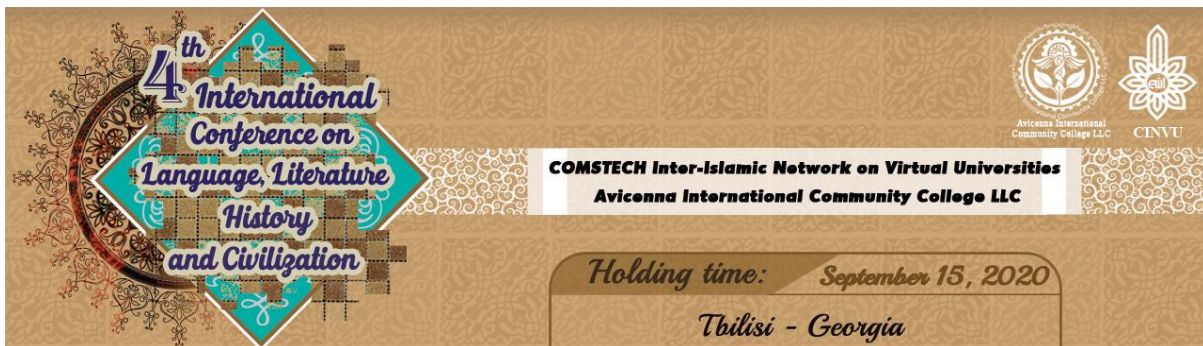 4th
International
Conference on
Language, Literature
History
and Civilization
Avicenna International
Community College LLC
CINVU
COMSTECH Inter-Islamic Network on Virtual Universities
Avicenna International Community College LLC
Holding time: September 15, 2020
Tbilisi - Georgia